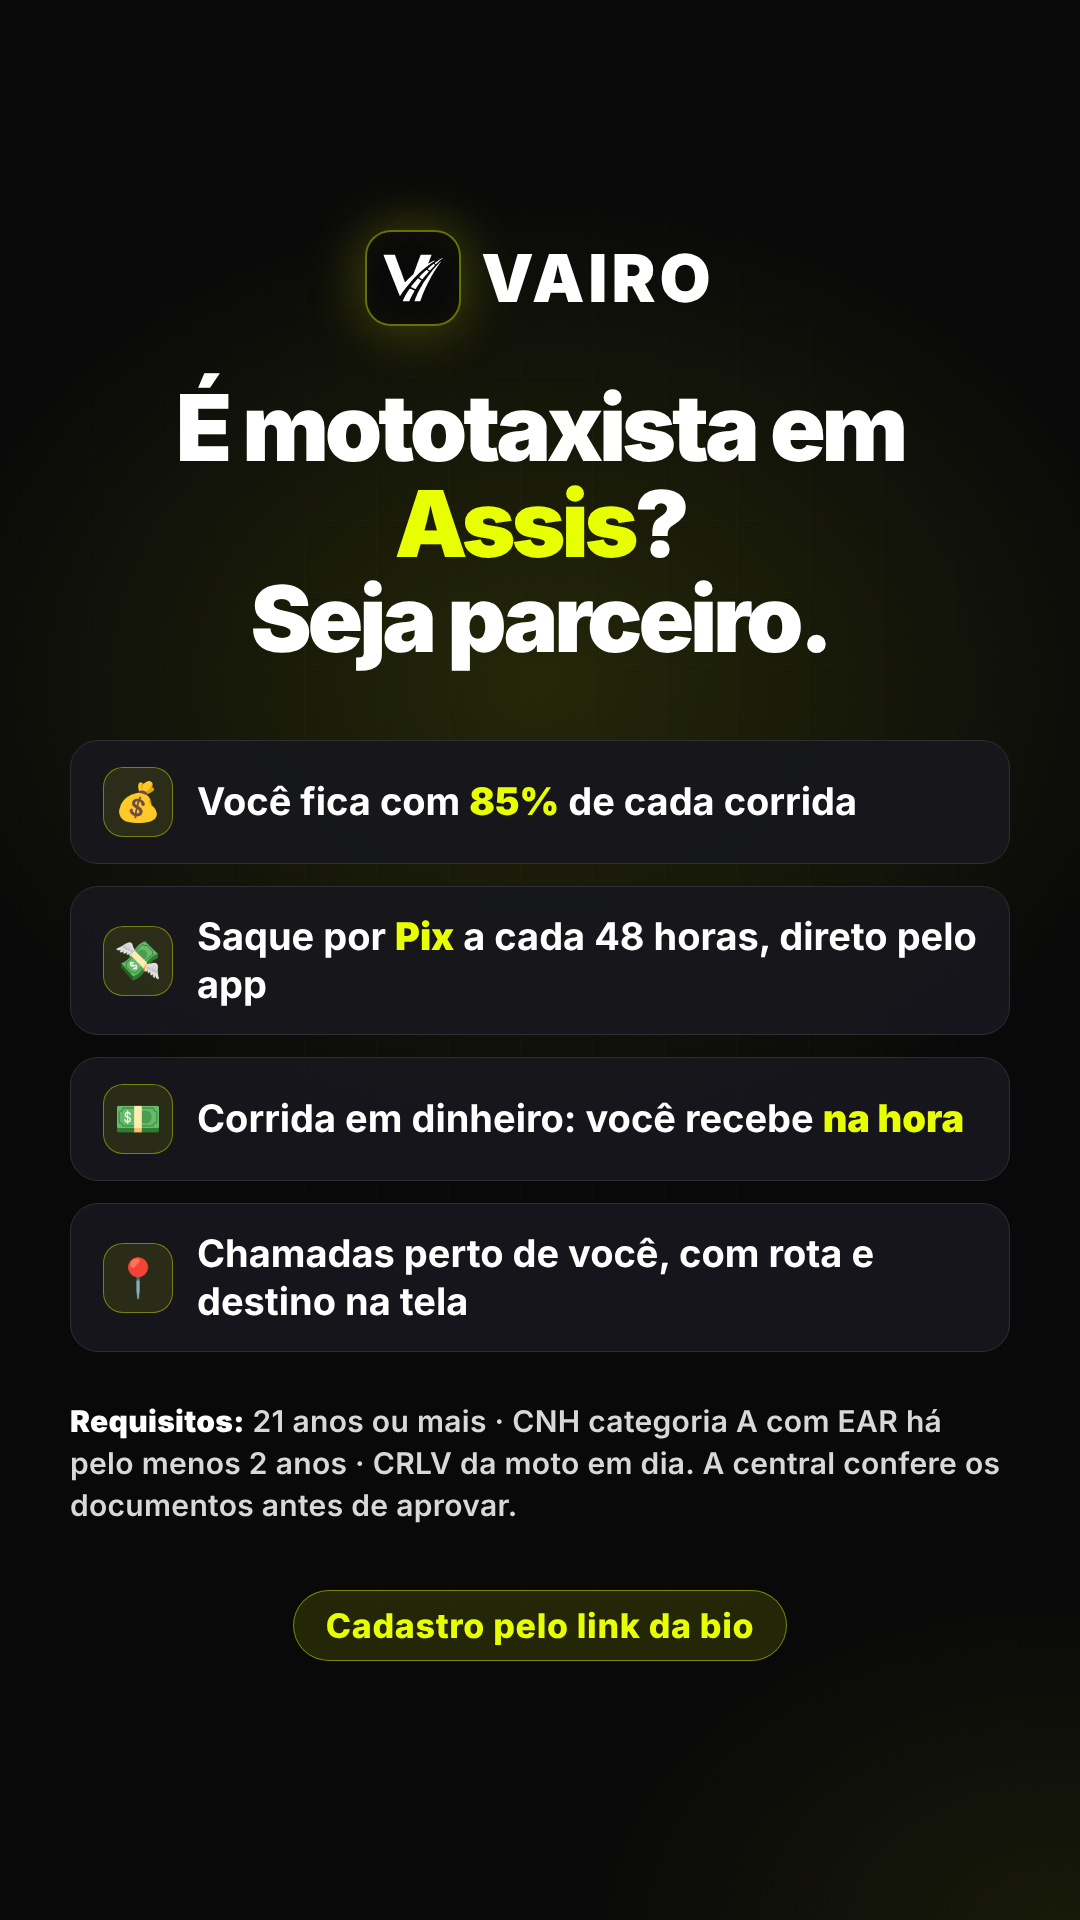 VAIRO
É mototaxista em
Assis?
Seja parceiro.
Você fica com 85% de cada corrida
Saque por Pix a cada 48 horas, direto pelo
app
Corrida em dinheiro: você recebe na hora
Chamadas perto de você, com rota e
destino na tela
Requisitos: 21 anos ou mais · CNH categoria A com EAR há
pelo menos 2 anos · CRLV da moto em dia. A central confere os
documentos antes de aprovar.
Cadastro pelo link da bio